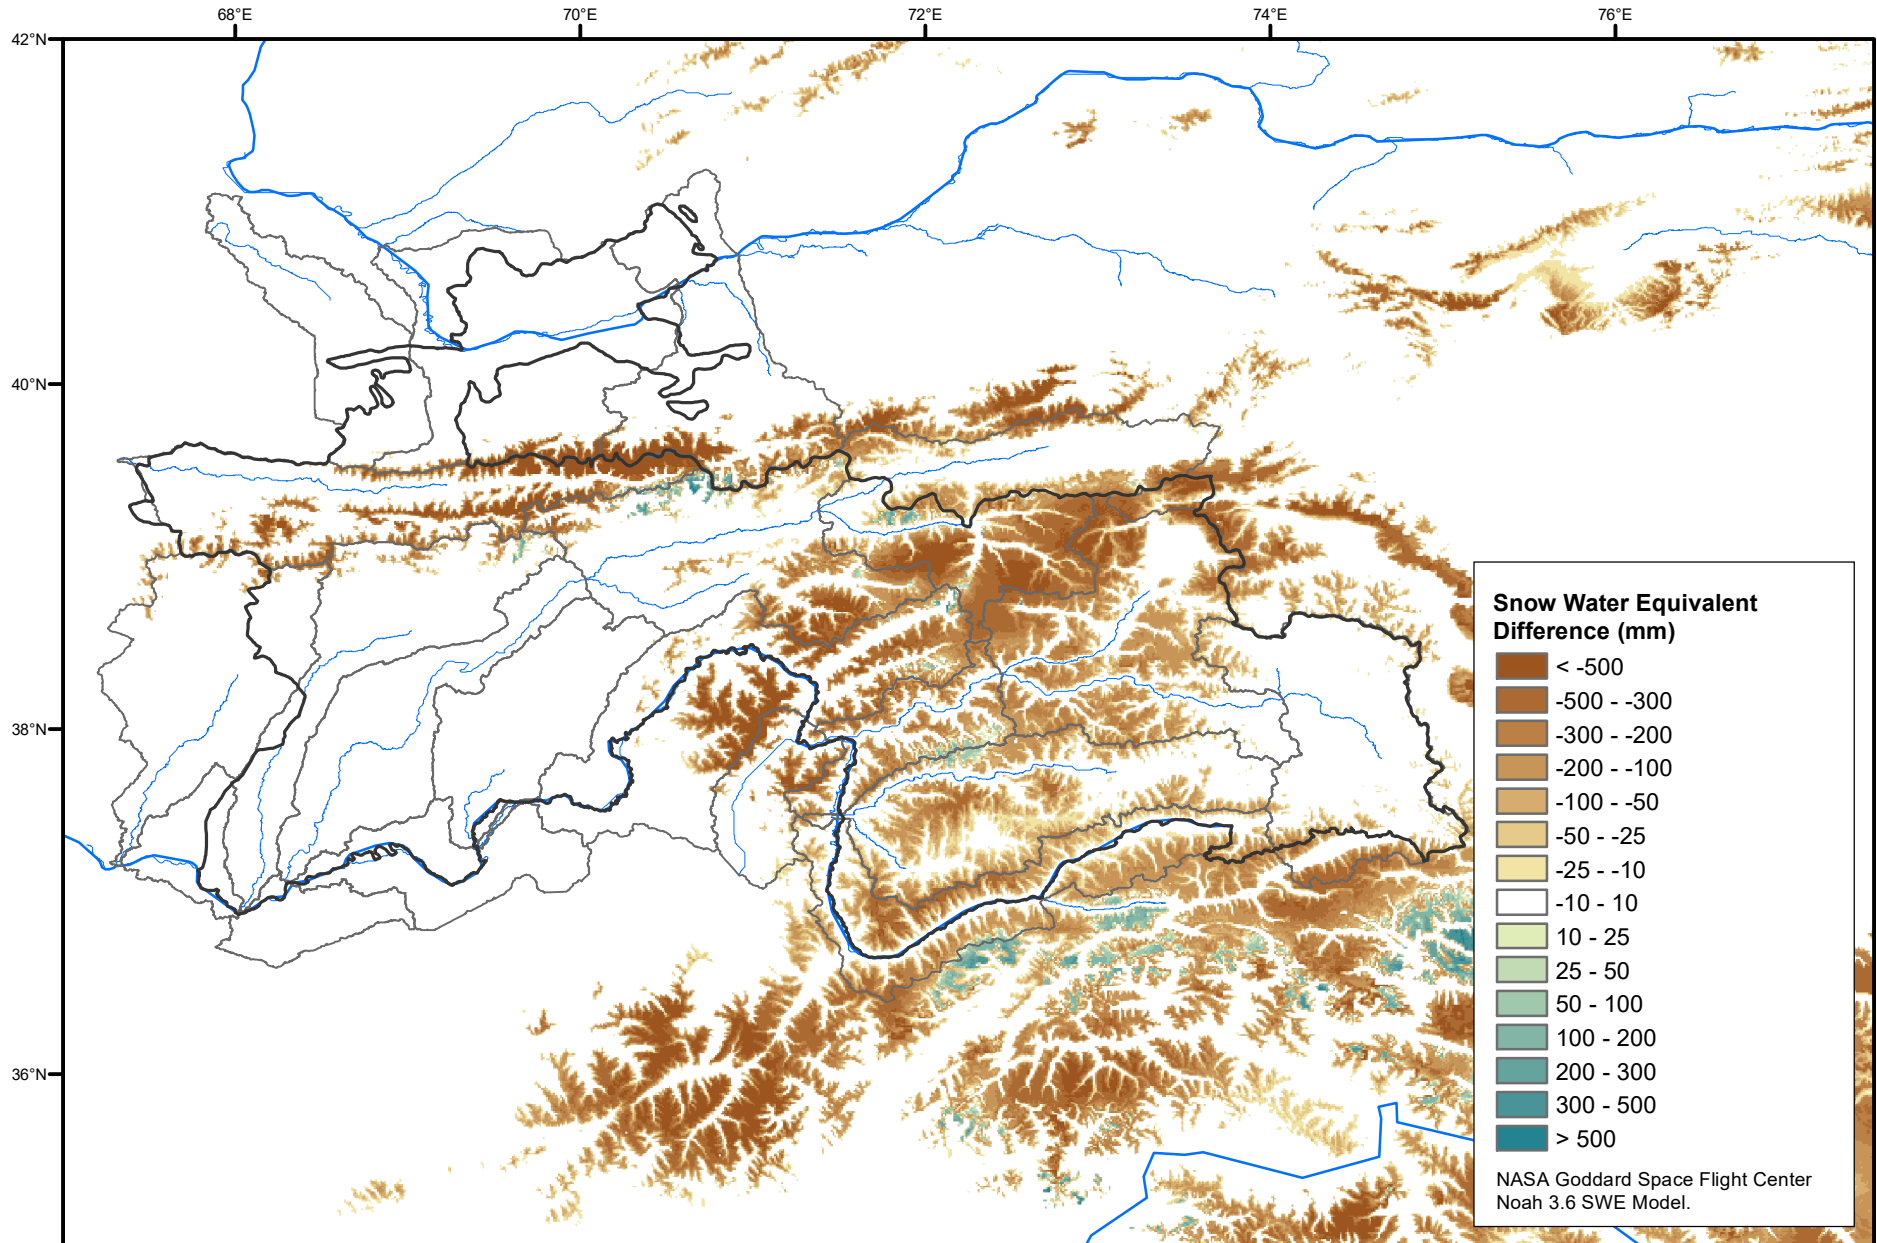 68°E 70°E 72°E 74°E 76°E
42°N
40°N
38°N
36°N
Snow Water Equivalent
Difference (mm)
< -500
-500 - -300
-300 - -200
-200 - -100
-100 - -50
-50 - -25
-25 - -10
-10 - 10
10 - 25
25 - 50
50 - 100
100 - 200
200 - 300
300 - 500
> 500
NASA Goddard Space Flight Center
Noah 3.6 SWE Model.